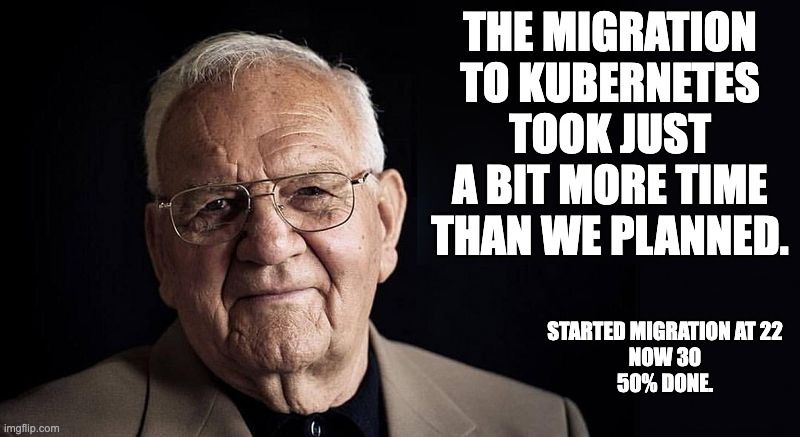 THE MIGRATION
TO KUBERNETES
TOOK JUST
A BIT MORE TIME
THAN WE PLANNED.
STARTED MIGRATION AT 22
NOW 30
50% DONE.
imgflip.com